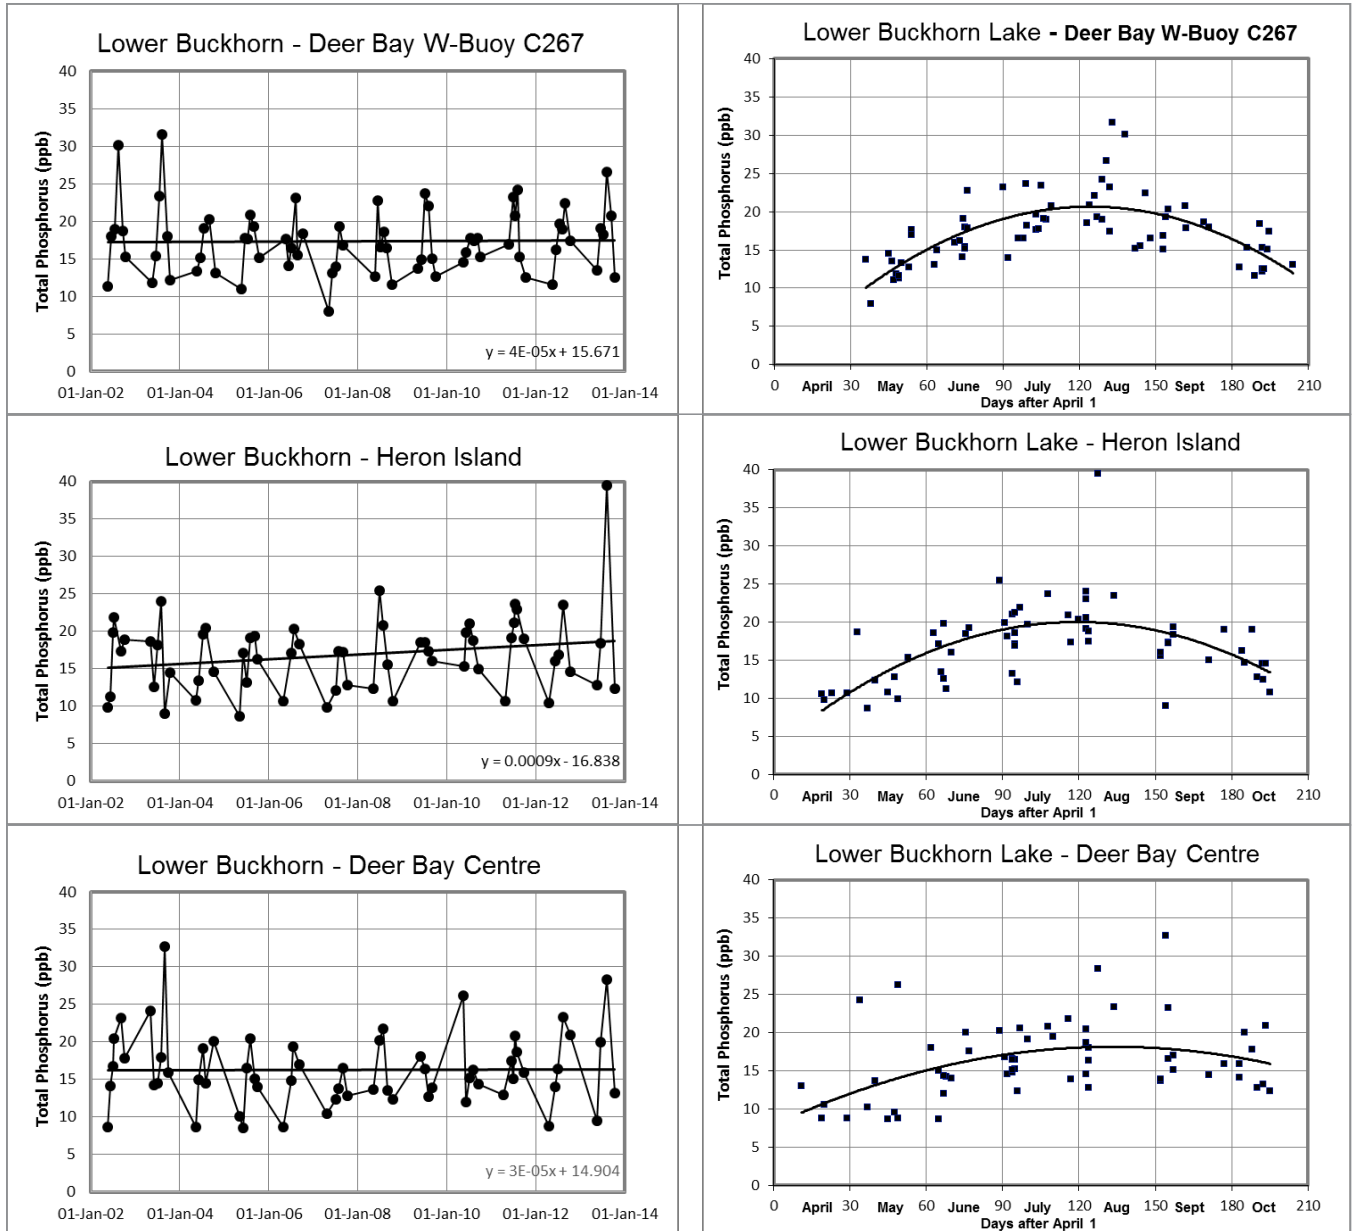 Lower Buckhorn - Deer Bay W-Buoy C267
Total Phosphorus (ppb)
40
35
30
25
20
15
10
5
0
y = 4E-05x + 15.671
01-Jan-02 01-Jan-04 01-Jan-06 01-Jan-08 01-Jan-10 01-Jan-12 01-Jan-14
Lower Buckhorn Lake - Deer Bay W-Buoy C267
Total Phosphorus (ppb)
40
35
30
25
20
15
10
5
0
0 April 30 May 60 June 90 July 120 Aug 150 Sept 180 Oct 210
Days after April 1
Lower Buckhorn - Heron Island
Total Phosphorus (ppb)
40
35
30
25
20
15
10
5
0
y = 0.0009x - 16.838
01-Jan-02 01-Jan-04 01-Jan-06 01-Jan-08 01-Jan-10 01-Jan-12 01-Jan-14
Lower Buckhorn Lake - Heron Island
Total Phosphorus (ppb)
40
35
30
25
20
15
10
5
0
0 April 30 May 60 June 90 July 120 Aug 150 Sept 180 Oct 210
Days after April 1
Lower Buckhorn - Deer Bay Centre
Total Phosphorus (ppb)
40
35
30
25
20
15
10
5
0
y = 3E-05x + 14.904
01-Jan-02 01-Jan-04 01-Jan-06 01-Jan-08 01-Jan-10 01-Jan-12 01-Jan-14
Lower Buckhorn Lake - Deer Bay Centre
Total Phosphorus (ppb)
40
35
30
25
20
15
10
5
0
0 April 30 May 60 June 90 July 120 Aug 150 Sept 180 Oct 210
Days after April 1